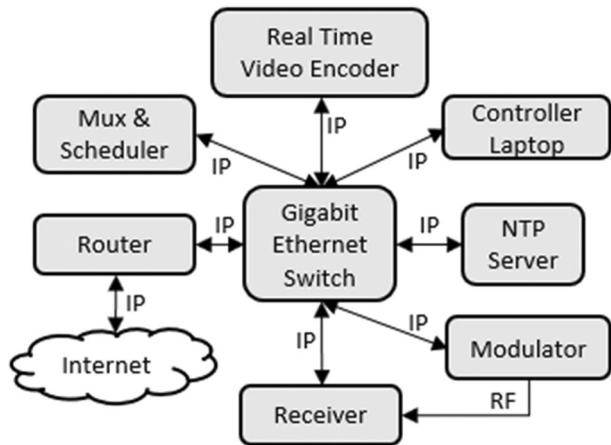 Real Time
Video Encoder
Mux &
Scheduler
Controller
Laptop
IP
IP
IP
Gigabit
Ethernet
Switch
Router
IP
IP
NTP
Server
IP
Internet
IP
IP
Modulator
Receiver
RF